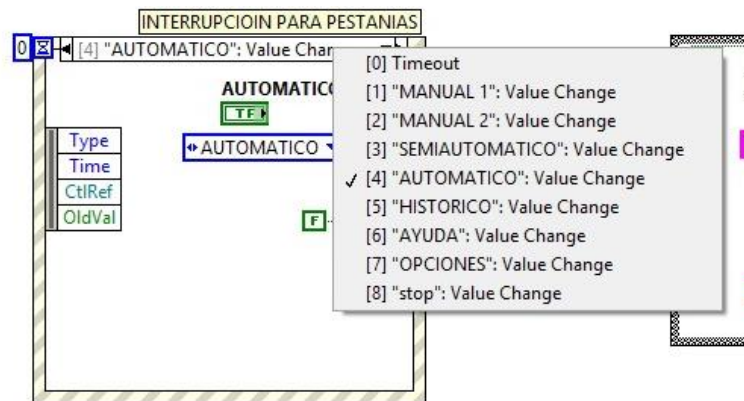 INTERRUPCIOIN PARA PESTANIAS
0
[4] "AUTOMATICO": Value Chan
[0] Timeout
[1] "MANUAL 1": Value Change
[2] "MANUAL 2": Value Change
[3] "SEMIAUTOMATICO": Value Change
[4] "AUTOMATICO": Value Change
[5] "HISTORICO": Value Change
[6] "AYUDA": Value Change
[7] "OPCIONES": Value Change
[8] "stop": Value Change
AUTOMATICO
TF
AUTOMATICO
Type
Time
CtlRef
OldVal
F